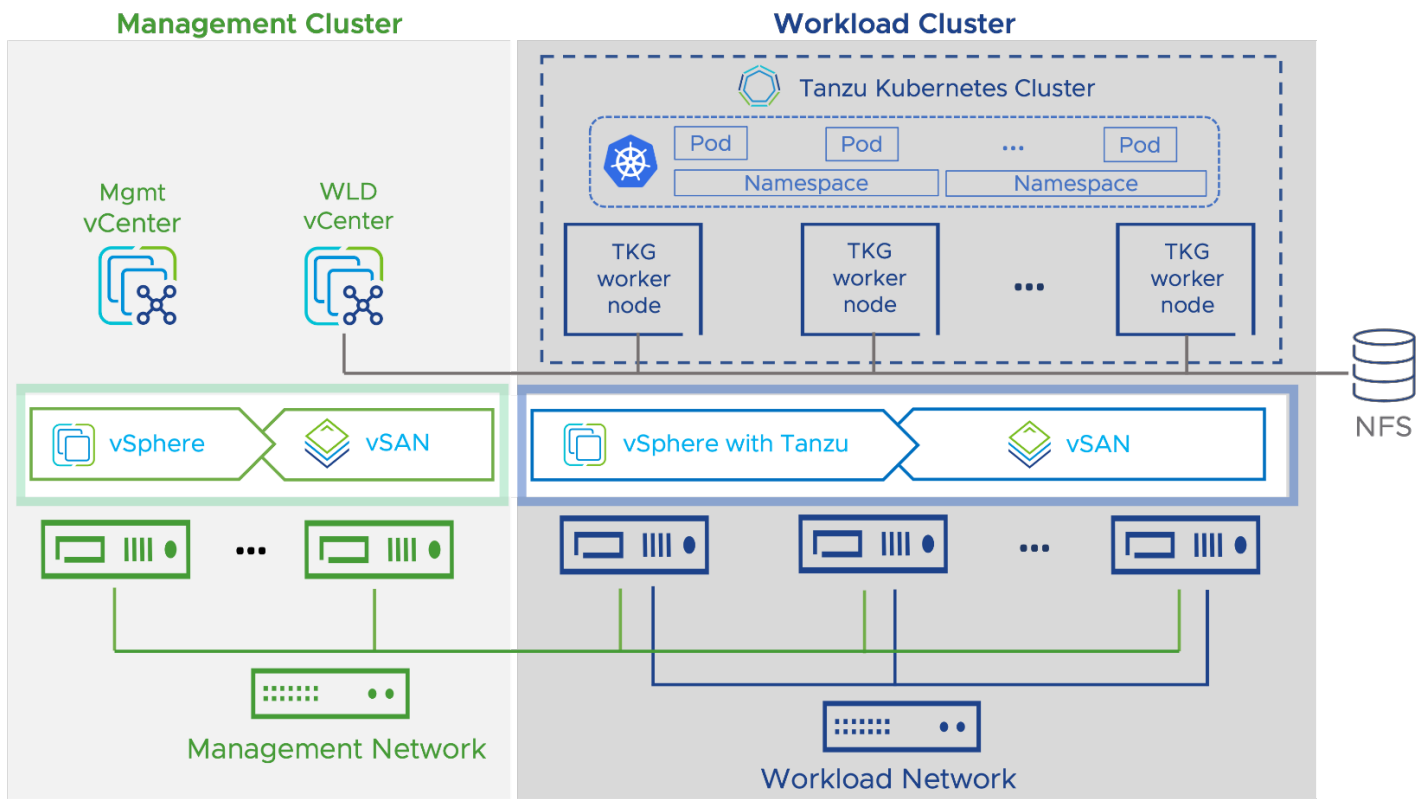 Management Cluster
Workload Cluster
Tanzu Kubernetes Cluster
Pod
Pod
...
Pod
Namespace
Namespace
Mgmt
vCenter
WLD
vCenter
TKG
worker
node
TKG
worker
node
...
TKG
worker
node
NFS
vSphere
vSAN
vSphere with Tanzu
vSAN
...
...
Management Network
Workload Network